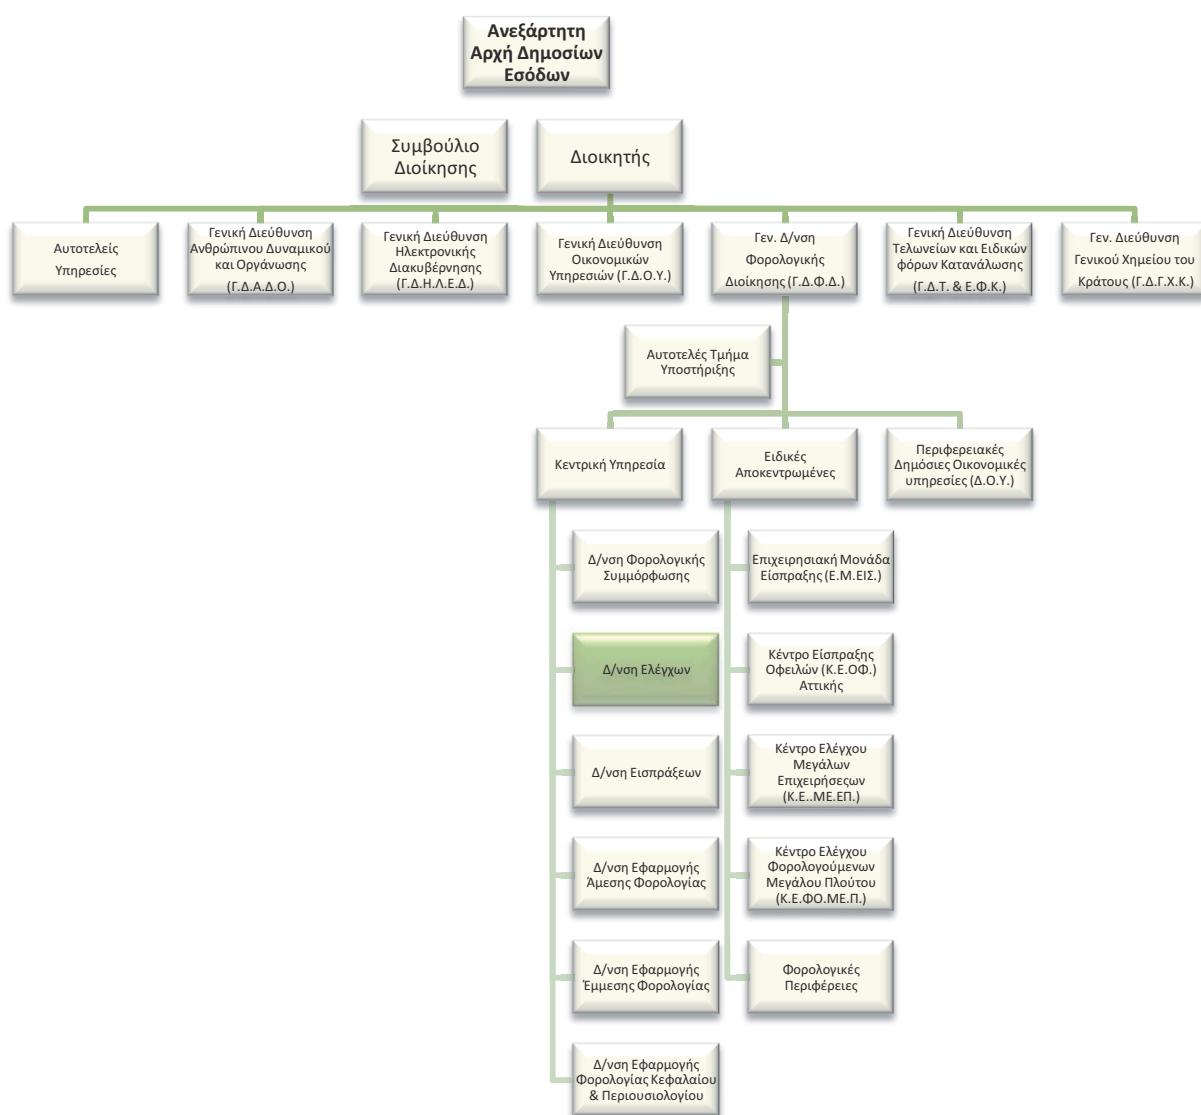 Ανεξάρτητη
Αρχή Δημοσίων
Εσόδων
Συμβούλιο
Διοίκησης
Διοικητής
Αυτοτελείς
Υπηρεσίες
Γενική Διεύθυνση
Ανθρώπινου Δυναμικού
και Οργάνωσης
(Γ.Δ.Α.Δ.Ο.)
Γενική Διεύθυνση
Ηλεκτρονικής
Διακυβέρνησης
(Γ.Δ.Η.Λ.Ε.Δ.)
Γενική Διεύθυνση
Οικονομικών
Υπηρεσιών (Γ.Δ.Ο.Υ.)
Γεν. Δ/νση
Φορολογικής
Διοίκησης (Γ.Δ.Φ.Δ.)
Γενική Διεύθυνση
Τελωνείων και Ειδικών
φόρων Κατανάλωσης
(Γ.Δ.Τ. & Ε.Φ.Κ.)
Γεν. Διεύθυνση
Γενικού Χημείου του
Κράτους (Γ.Δ.Γ.Χ.Κ.)
Αυτοτελές Τμήμα
Υποστήριξης
Κεντρική Υπηρεσία
Ειδικές
Αποκεντρωμένες
Περιφερειακές
Δημόσιες Οικονομικές
υπηρεσίες (Δ.Ο.Υ.)
Δ/νση Φορολογικής
Συμμόρφωσης
Δ/νση Ελέγχων
Δ/νση Εισπράξεων
Δ/νση Εφαρμογής
Άμεσης Φορολογίας
Δ/νση Εφαρμογής
Έμμεσης Φορολογίας
Δ/νση Εφαρμογής
Φορολογίας Κεφαλαίου
& Περιουσιολογίου
Επιχειρησιακή Μονάδα
Είσπραξης (Ε.Μ.ΕΙΣ.)
Κέντρο Είσπραξης
Οφειλών (Κ.Ε.ΟΦ.)
Αττικής
Κέντρο Ελέγχου
Μεγάλων
Επιχειρήσεςων
(Κ.Ε..ΜΕ.ΕΠ.)
Κέντρο Ελέγχου
Φορολογούμενων
Μεγάλου Πλούτου
(Κ.Ε.ΦΟ.ΜΕ.Π.)
Φορολογικές
Περιφέρειες